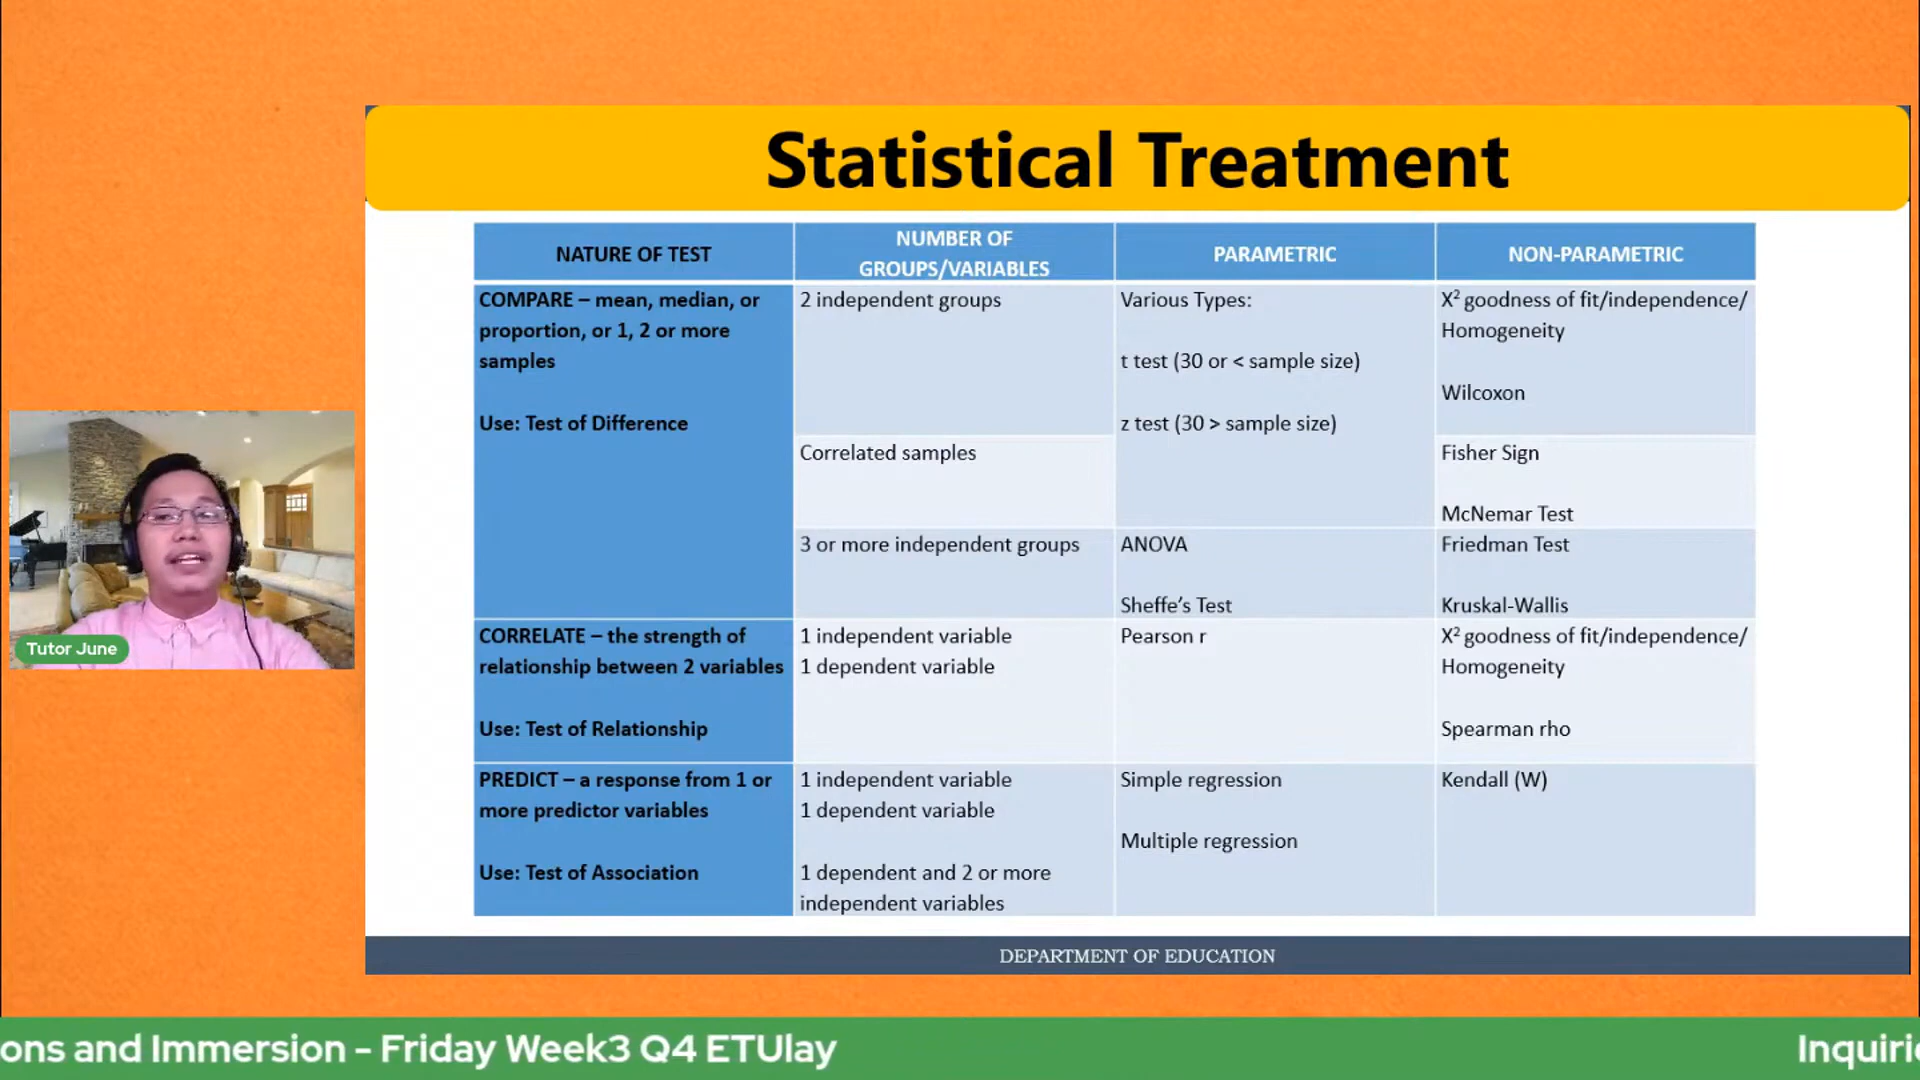 Statistical Treatment
NATURE OF TEST
NUMBER OF
GROUPS/VARIABLES
PARAMETRIC
NON-PARAMETRIC
COMPARE – mean, median, or
proportion, or 1, 2 or more
samples
Use: Test of Difference
2 independent groups
Various Types:
t test (30 or < sample size)
z test (30 > sample size)
X² goodness of fit/independence/
Homogeneity
Wilcoxon
Correlated samples
Fisher Sign
McNemar Test
3 or more independent groups
ANOVA
Sheffe's Test
Friedman Test
Kruskal-Wallis
CORRELATE – the strength of
relationship between 2 variables
Use: Test of Relationship
1 independent variable
1 dependent variable
Pearson r
X² goodness of fit/independence/
Homogeneity
Spearman rho
PREDICT – a response from 1 or
more predictor variables
Use: Test of Association
1 independent variable
1 dependent variable
1 dependent and 2 or more
independent variables
Simple regression
Multiple regression
Kendall (W)
DEPARTMENT OF EDUCATION
Tutor June
ons and Immersion - Friday Week3 Q4 ETUlay
Inquirie